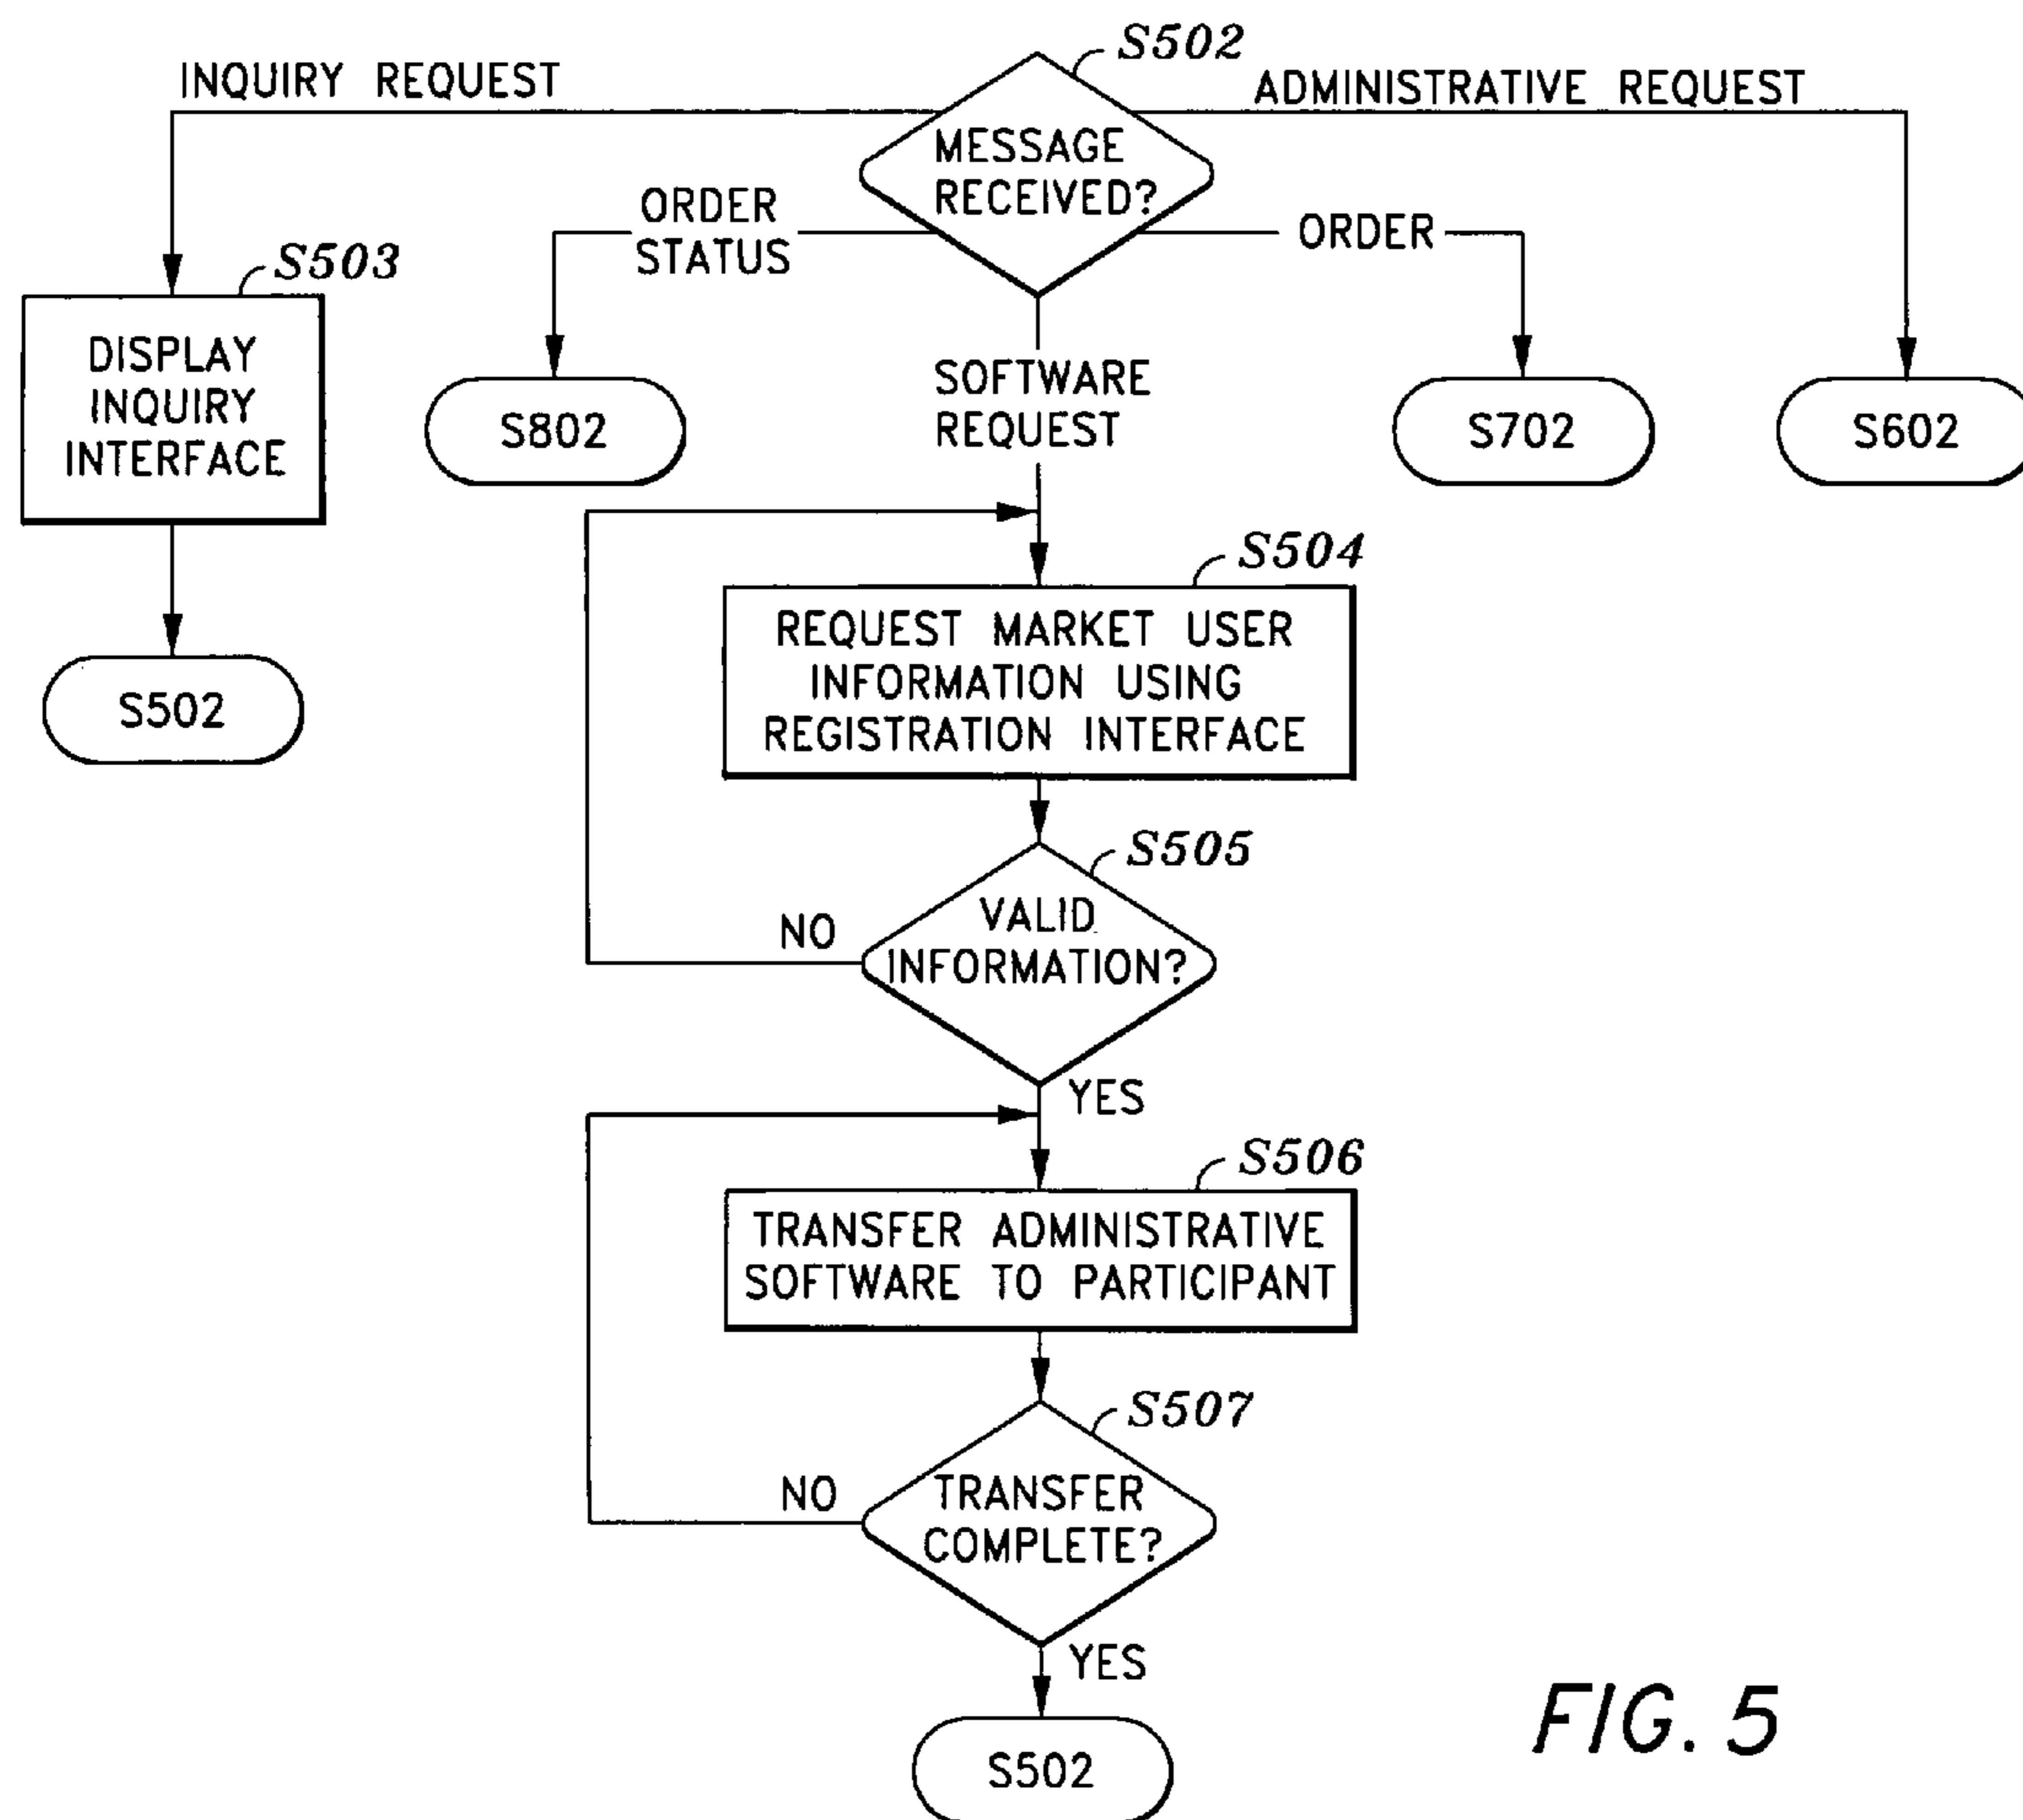 S502
INQUIRY REQUEST
ADMINISTRATIVE REQUEST
MESSAGE
RECEIVED?
ORDER
STATUS
ORDER
S503
DISPLAY
INQUIRY
INTERFACE
S802
SOFTWARE
REQUEST
S702
S602
S502
S504
REQUEST MARKET USER
INFORMATION USING
REGISTRATION INTERFACE
S505
VALID
INFORMATION?
NO
YES
S506
TRANSFER ADMINISTRATIVE
SOFTWARE TO PARTICIPANT
S507
TRANSFER
COMPLETE?
NO
YES
S502
FIG. 5